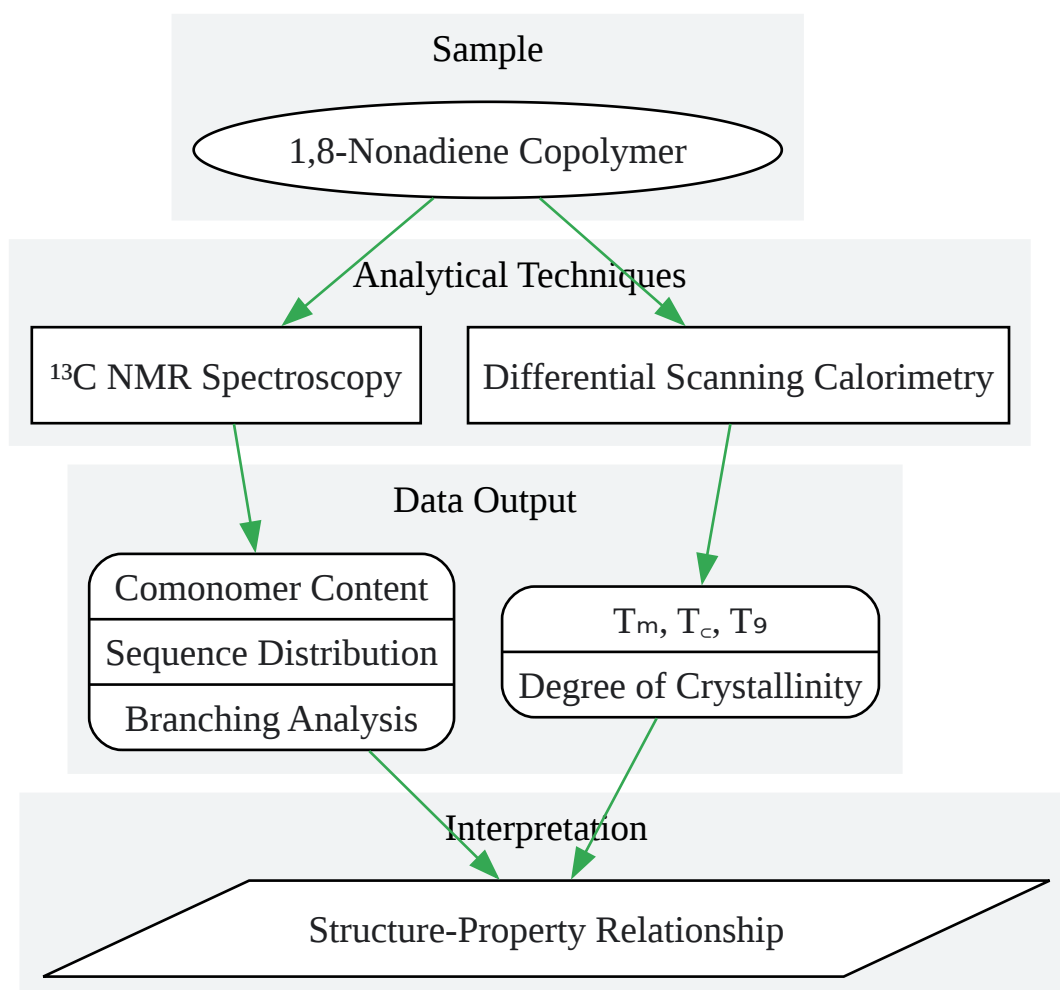 Sample
1,8-Nonadiene Copolymer
Analytical Techniques
¹³C NMR Spectroscopy
Differential Scanning Calorimetry
Data Output
Comonomer Content
Sequence Distribution
Branching Analysis
Tₘ, T꜀, T₉
Degree of Crystallinity
Interpretation
Structure-Property Relationship